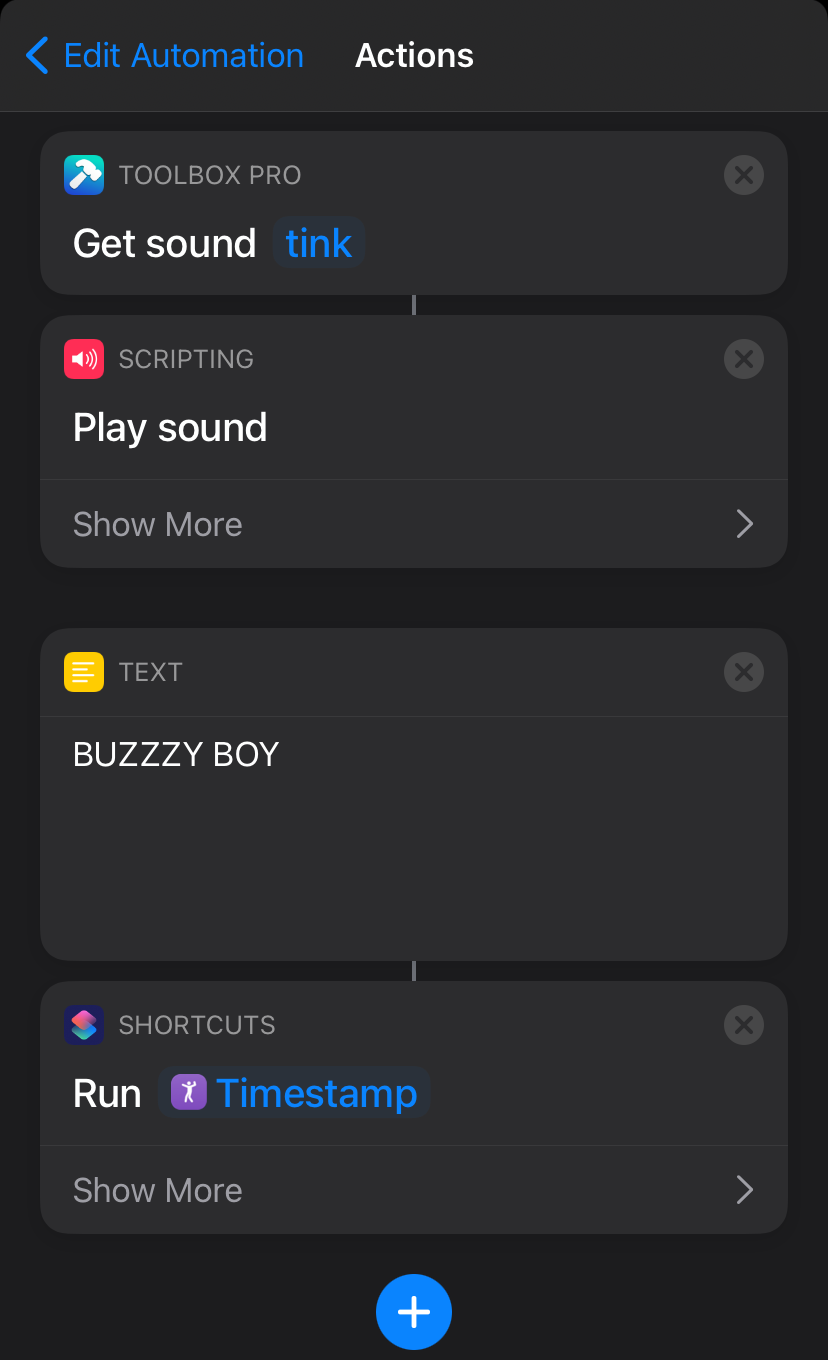 Edit Automation Actions
TOOLBOX PRO
Get sound tink
SCRIPTING
Play sound
Show More
TEXT
BUZZZY BOY
SHORTCUTS
Run Timestamp
Show More